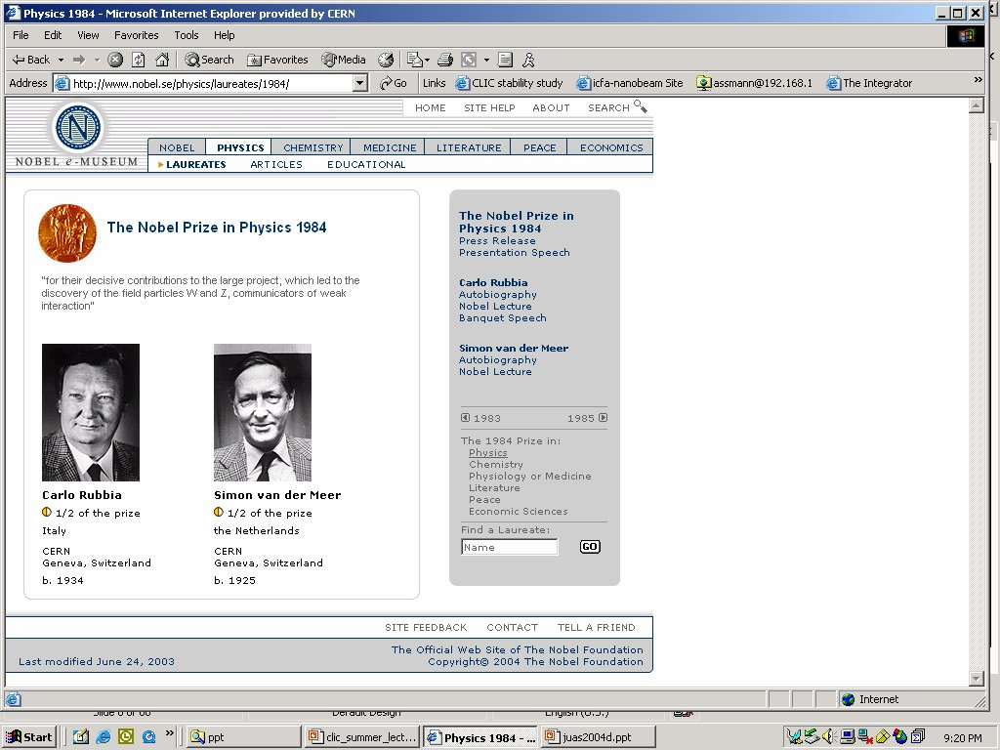 Physics 1984 - Microsoft Internet Explorer provided by CERN
File Edit View Favorites Tools Help
Back Search Favorites Media
Address http://www.nobel.se/physics/laureates/1984/ Go Links CLIC stability study icfa-nanobeam Site assmann@192.168.1 The Integrator »
HOME SITE HELP ABOUT SEARCH
N
NOBEL e-MUSEUM
NOBEL PHYSICS CHEMISTRY MEDICINE LITERATURE PEACE ECONOMICS
LAUREATES ARTICLES EDUCATIONAL
The Nobel Prize in Physics 1984
"for their decisive contributions to the large project, which led to the
discovery of the field particles W and Z, communicators of weak
interaction"
Carlo Rubbia
1/2 of the prize
Italy
CERN
Geneva, Switzerland
b. 1934
Simon van der Meer
1/2 of the prize
the Netherlands
CERN
Geneva, Switzerland
b. 1925
The Nobel Prize in
Physics 1984
Press Release
Presentation Speech
Carlo Rubbia
Autobiography
Nobel Lecture
Banquet Speech
Simon van der Meer
Autobiography
Nobel Lecture
1983 1985
The 1984 Prize in:
Physics
Chemistry
Physiology or Medicine
Literature
Peace
Economic Sciences
Find a Laureate:
Name GO
SITE FEEDBACK CONTACT TELL A FRIEND
The Official Web Site of The Nobel Foundation
Last modified June 24, 2003 Copyright© 2004 The Nobel Foundation
Internet
Slide 6 of 60 Default Design English (U.S.)
Start » ppt clic_summer_lect... Physics 1984 - ... juas2004d.ppt 9:20 PM